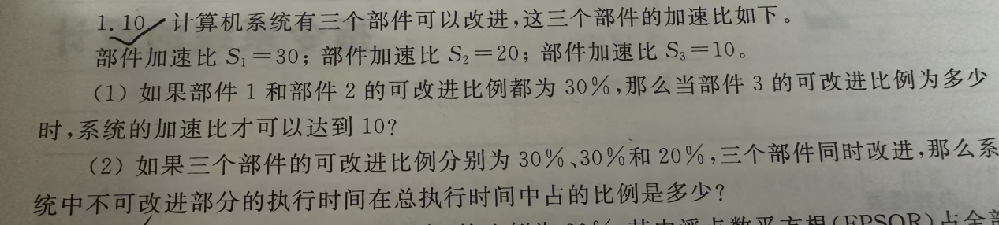 1.10 计算机系统有三个部件可以改进,这三个部件的加速比如下。
部件加速比 S₁=30; 部件加速比 S₂=20; 部件加速比 S₃=10。
(1) 如果部件 1 和部件 2 的可改进比例都为 30%,那么当部件 3 的可改进比例为多少
时,系统的加速比才可以达到 10?
(2) 如果三个部件的可改进比例分别为 30%、30%和 20%,三个部件同时改进,那么系
统中不可改进部分的执行时间在总执行时间中占的比例是多少?
(FPSQR)占全部